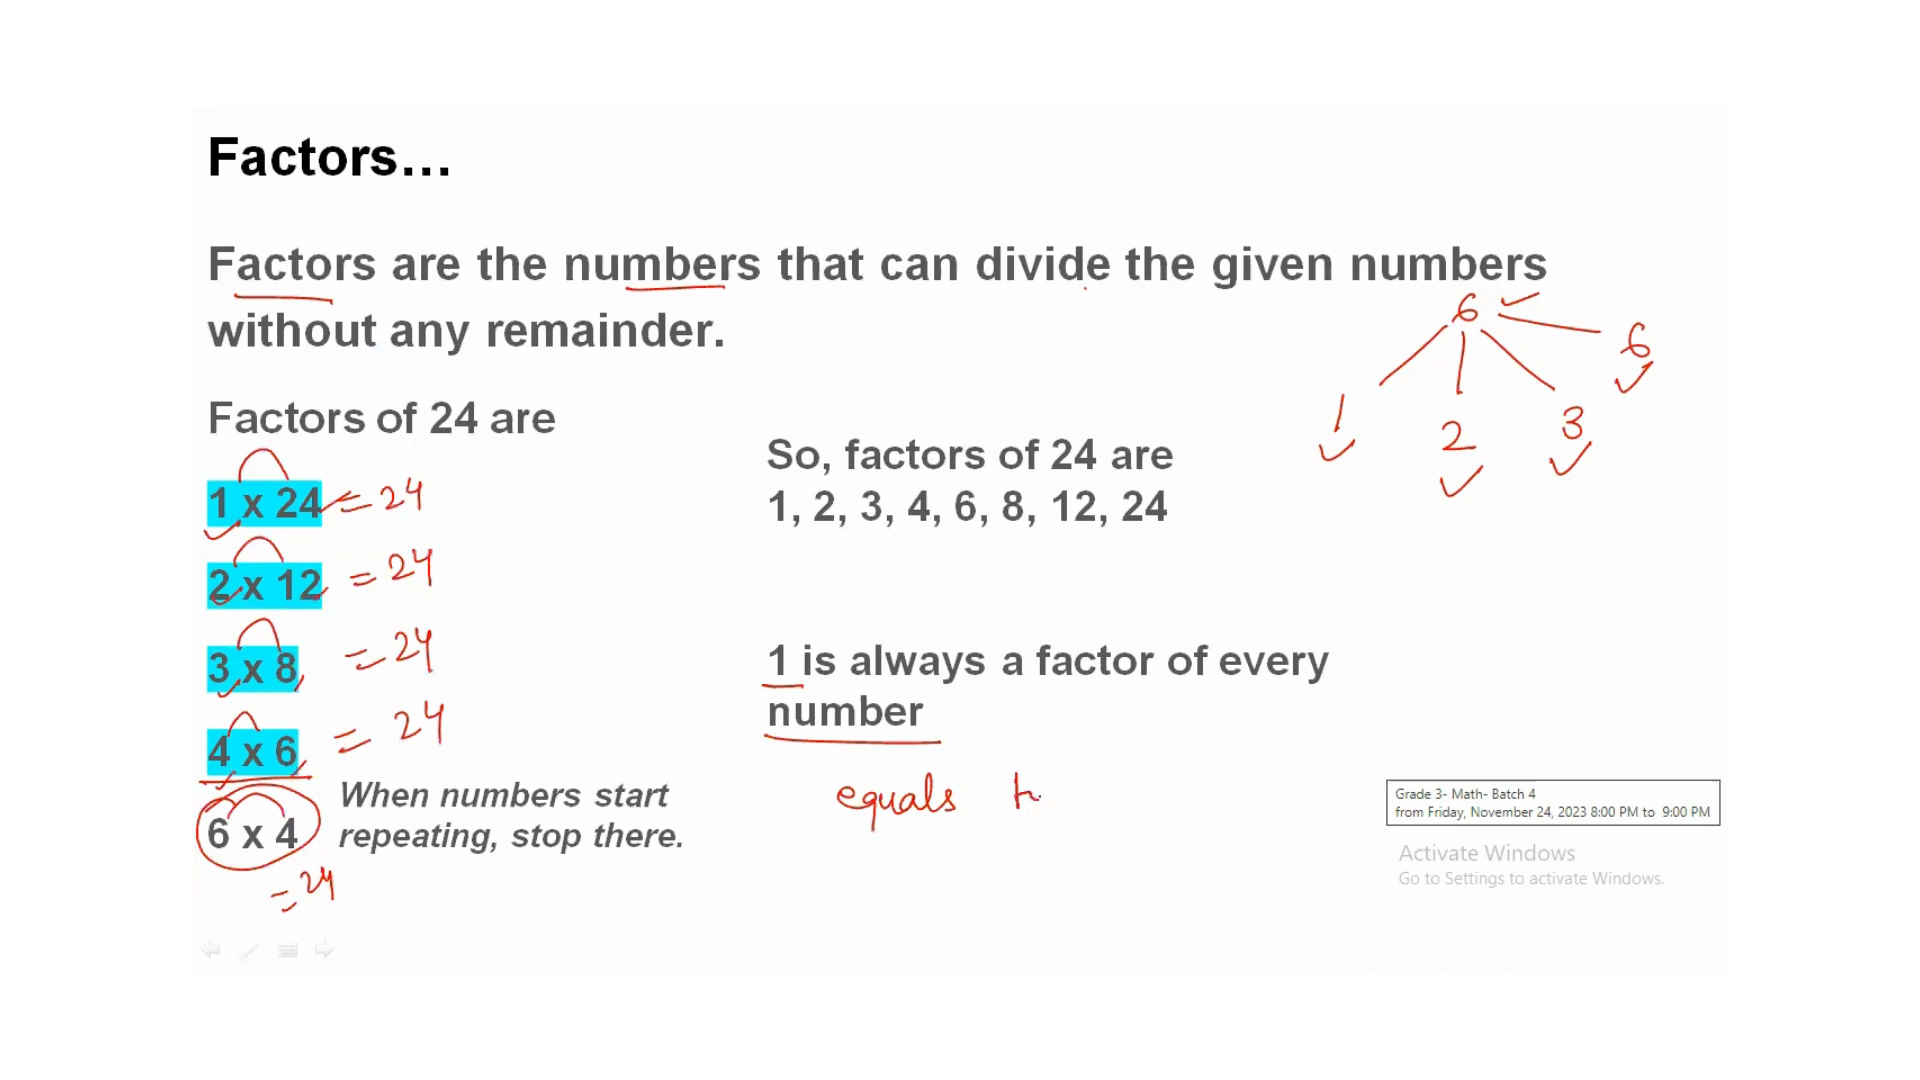 Factors...
Factors are the numbers that can divide the given numbers
without any remainder.
6
6
1
2
3
Factors of 24 are
1 x 24 = 24
2 x 12 = 24
3 x 8 = 24
4 x 6 = 24
6 x 4
= 24
When numbers start
repeating, stop there.
So, factors of 24 are
1, 2, 3, 4, 6, 8, 12, 24
1 is always a factor of every
number
equals
Grade 3- Math- Batch 4
from Friday, November 24, 2023 8:00 PM to 9:00 PM
Activate Windows
Go to Settings to activate Windows.